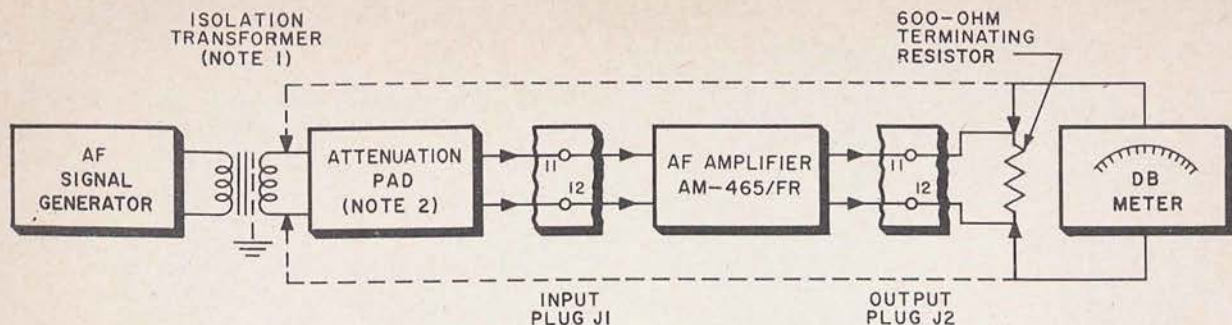 ISOLATION
TRANSFORMER
(NOTE 1)
600-OHM
TERMINATING
RESISTOR
AF
SIGNAL
GENERATOR
ATTENUATION
PAD
(NOTE 2)
11
12
AF AMPLIFIER
AM-465/FR
11
12
DB
METER
INPUT
PLUG J1
OUTPUT
PLUG J2